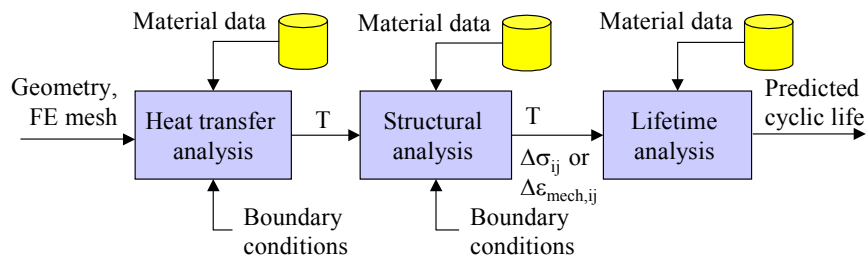 Material data
Material data
Material data
Geometry,
FE mesh
Heat transfer
analysis
T
Structural
analysis
T
Δσij or
Δεmech,ij
Lifetime
analysis
Predicted
cyclic life
Boundary
conditions
Boundary
conditions